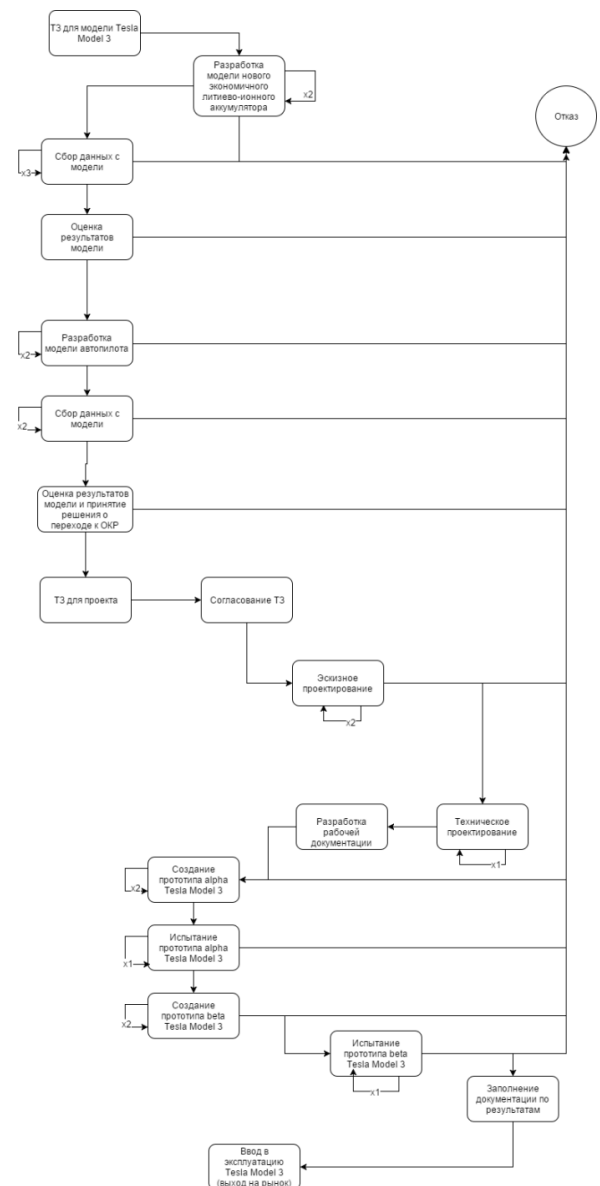 ТЗ для модели Tesla
Model 3
Разработка
модели нового
экономичного
литиево-ионного
аккумулятора
x2
Отказ
Сбор данных с
модели
x3
Оценка
результатов
модели
Разработка
модели автопилота
x2
Сбор данных с
модели
x2
Оценка результатов
модели и принятие
решения о
переходе к ОКР
ТЗ для проекта
Согласование ТЗ
Эскизное
проектирование
x2
Разработка
рабочей
документации
Техническое
проектирование
x1
Создание
прототипа alpha
Tesla Model 3
x2
Испытание
прототипа alpha
Tesla Model 3
x1
Создание
прототипа beta
Tesla Model 3
x2
Испытание
прототипа beta
Tesla Model 3
x1
Заполнение
документации по
результатам
Ввод в
эксплуатацию
Tesla Model 3
(выход на рынок)